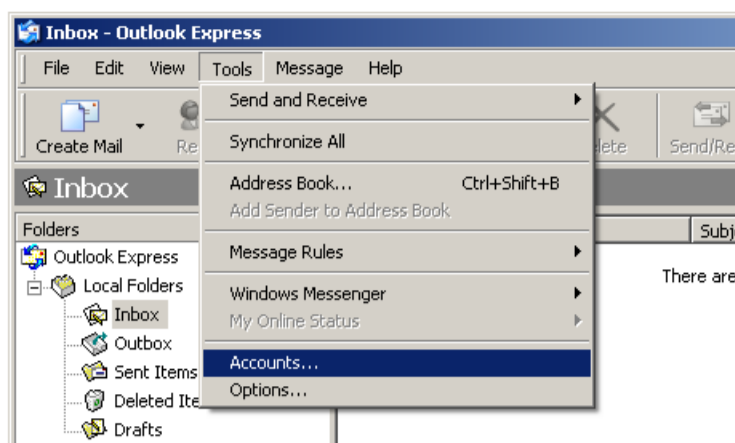 Inbox - Outlook Express
File Edit View Tools Message Help
Send and Receive
Create Mail
Synchronize All
Inbox
Address Book... Ctrl+Shift+B
Add Sender to Address Book
Folders
Subj
Message Rules
Outlook Express
There are
Local Folders
Windows Messenger
Inbox
My Online Status
Outbox
Accounts...
Sent Items
Options...
Deleted Ite
Drafts